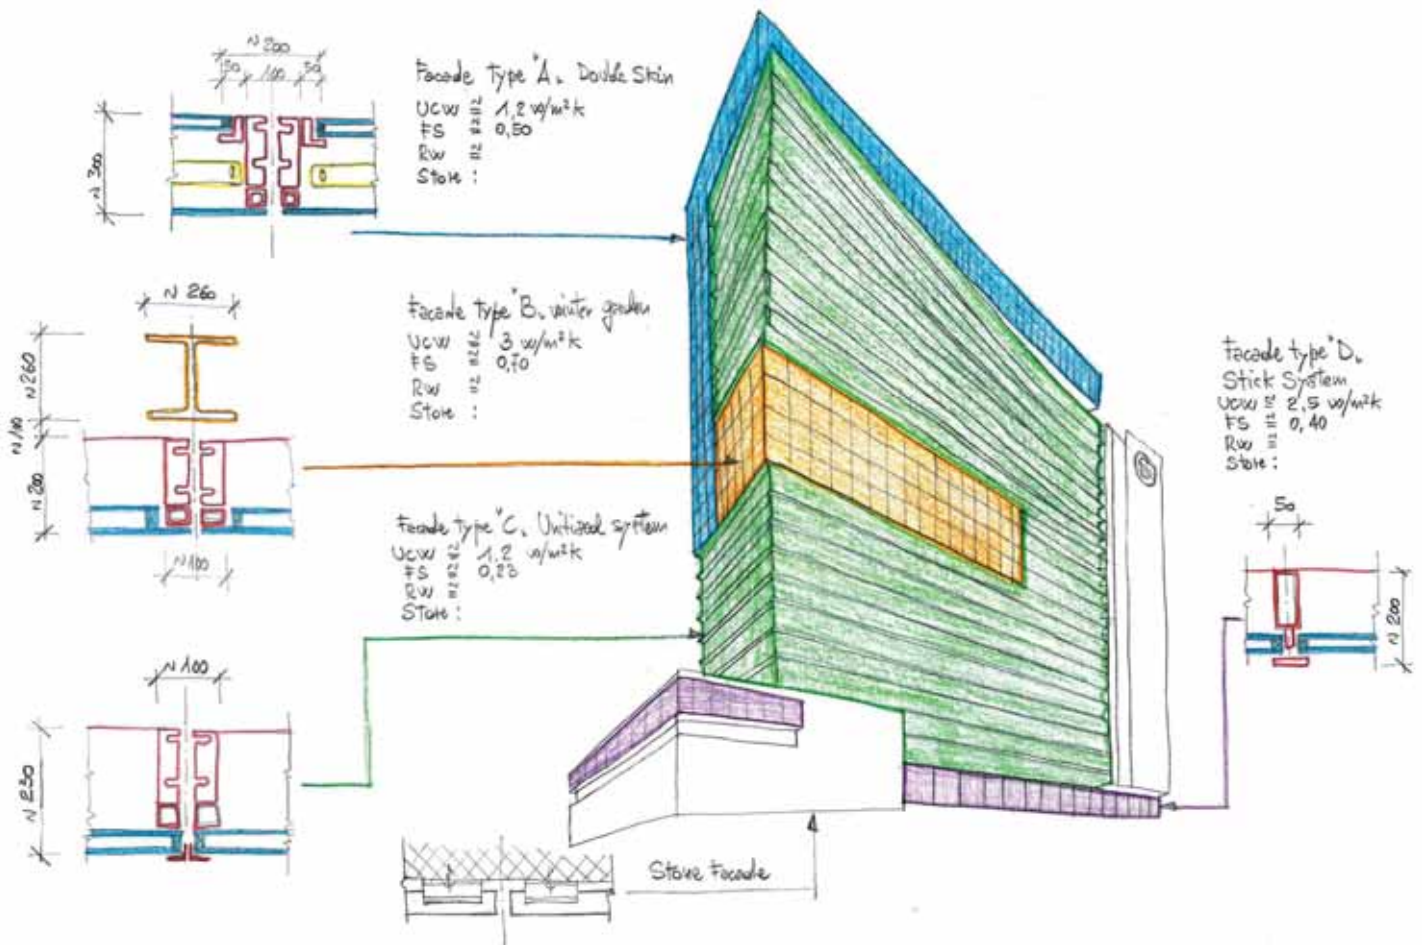 ~ 200
50 100 50
~ 300
Facade type "A" Double Skin
Ucw ≅ 1,2 w/m²k
FS ≅ 0,50
Rw ≅
Store :
~ 260
~ 260
~ 100
~ 200
~ 100
Facade type "B" winter garden
Ucw ≅ 3 w/m²k
FS ≅ 0,70
Rw ≅
Store :
Facade type "C" Unitized system
Ucw ≅ 1,2 w/m²k
FS ≅ 0,23
Rw ≅
Store :
~ 100
~ 230
Facade type "D"
Stick System
Ucw ≅ 2,5 w/m²k
FS ≅ 0,40
Rw ≅
Store :
50
~ 200
Stone Facade